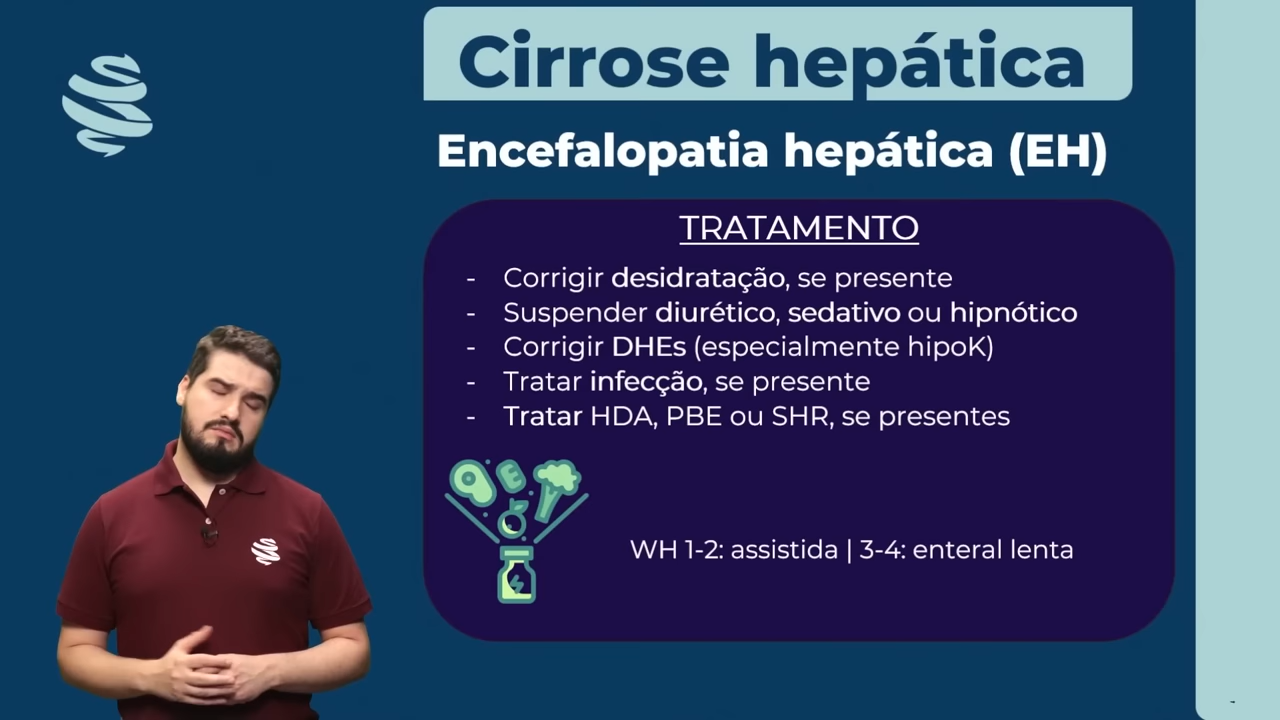 Cirrose hepática
Encefalopatia hepática (EH)
TRATAMENTO
- Corrigir desidratação, se presente
- Suspender diurético, sedativo ou hipnótico
- Corrigir DHEs (especialmente hipoK)
- Tratar infecção, se presente
- Tratar HDA, PBE ou SHR, se presentes
WH 1-2: assistida | 3-4: enteral lenta